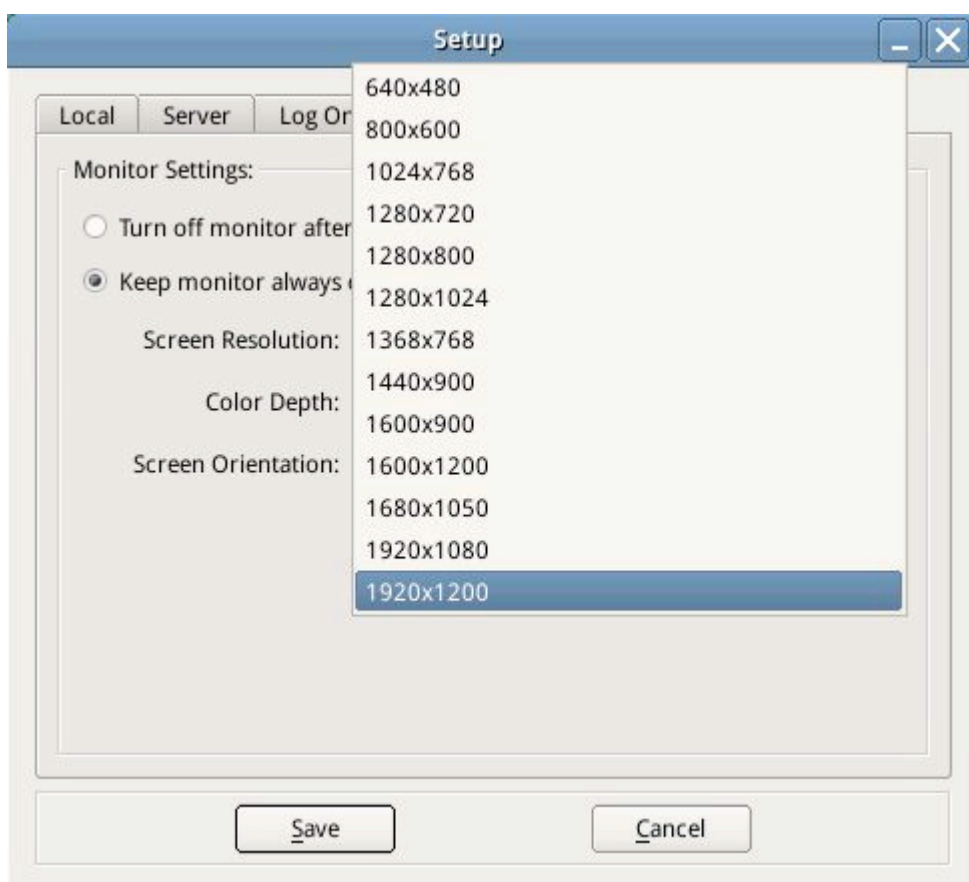 Setup
Local Server Log On
Monitor Settings:
Turn off monitor after
Keep monitor always
Screen Resolution:
Color Depth:
Screen Orientation:
640x480
800x600
1024x768
1280x720
1280x800
1280x1024
1368x768
1440x900
1600x900
1600x1200
1680x1050
1920x1080
1920x1200
Save
Cancel